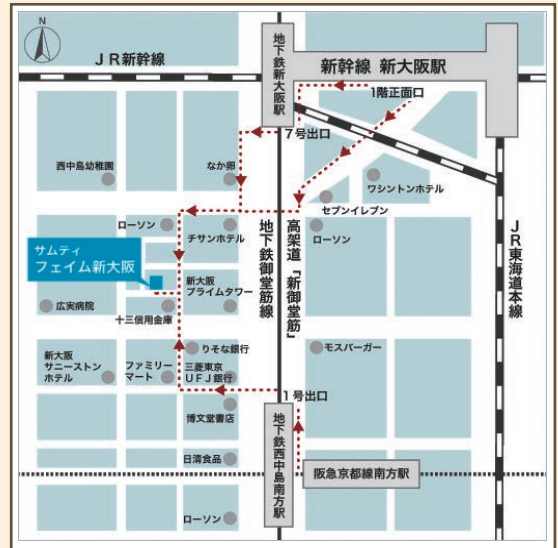 N
JR新幹線
地下鉄新大阪駅
新幹線 新大阪駅
1階正面口
7号出口
西中島幼稚園
なか卯
ワシントンホテル
セブンイレブン
ローソン
チサンホテル
ローソン
サムティ
フェイム新大阪
地下鉄御堂筋線
高架道「新御堂筋」
JR東海道本線
新大阪
プライムタワー
広実病院
十三信用金庫
りそな銀行
モスバーガー
新大阪
サニーストン
ホテル
ファミリー
マート
三菱東京
UFJ銀行
1号出口
博文堂書店
地下鉄西中島南方駅
日清食品
阪急京都線南方駅
ローソン